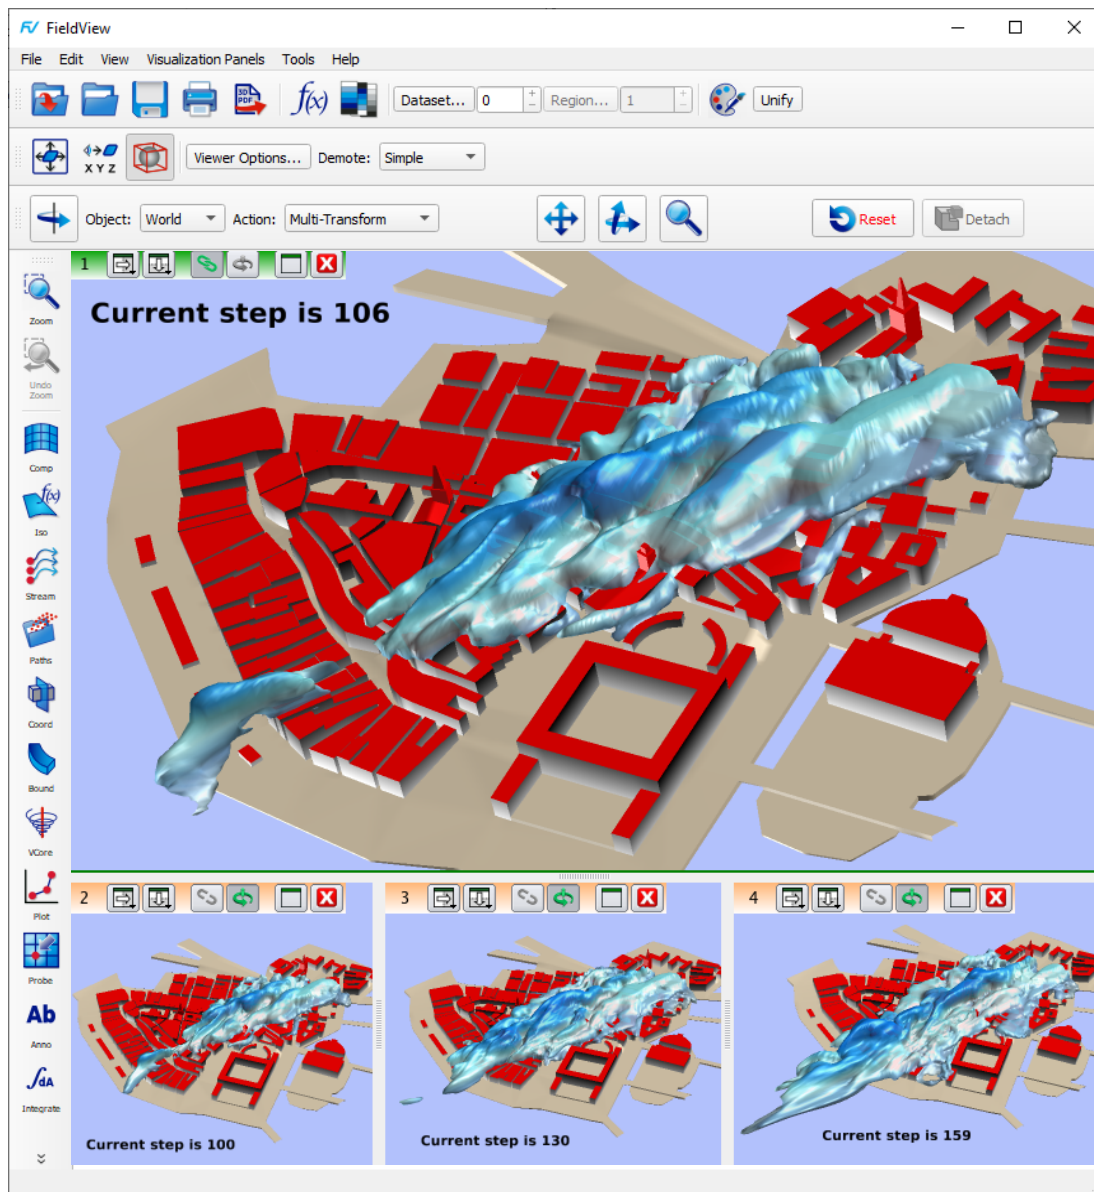 FieldView
File Edit View Visualization Panels Tools Help
3D PDF f(x) Dataset... 0 Region... 1 Unify
X Y Z Viewer Options... Demote: Simple
Object: World Action: Multi-Transform Reset Detach
1
Current step is 106
Zoom
Undo Zoom
Comp
f(x)
Iso
Stream
Paths
Coord
Bound
VCore
Plot
Probe
Ab
Anno
∫dA
Integrate
2
Current step is 100
3
Current step is 130
4
Current step is 159